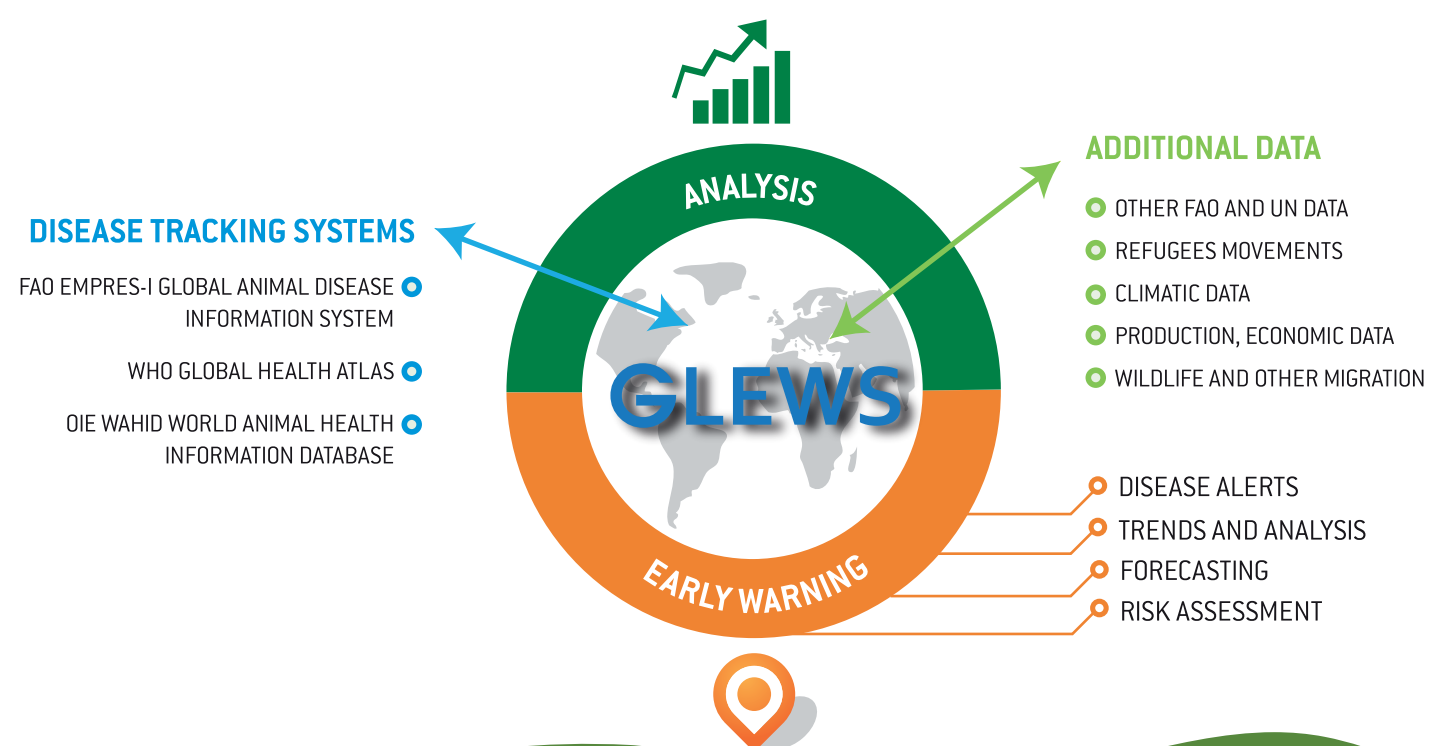 ANALYSIS
DISEASE TRACKING SYSTEMS
FAO EMPRES-I GLOBAL ANIMAL DISEASE
INFORMATION SYSTEM
WHO GLOBAL HEALTH ATLAS
OIE WAHID WORLD ANIMAL HEALTH
INFORMATION DATABASE
GLEWS
ADDITIONAL DATA
OTHER FAO AND UN DATA
REFUGEES MOVEMENTS
CLIMATIC DATA
PRODUCTION, ECONOMIC DATA
WILDLIFE AND OTHER MIGRATION
EARLY WARNING
DISEASE ALERTS
TRENDS AND ANALYSIS
FORECASTING
RISK ASSESSMENT